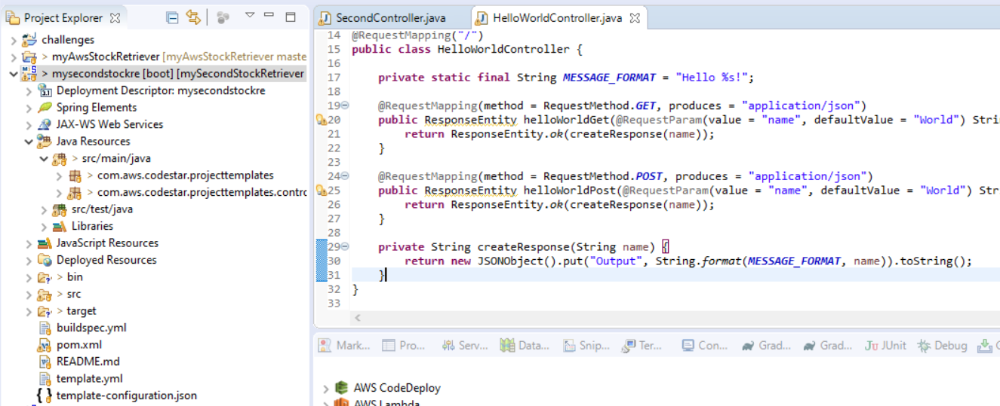 Project Explorer
challenges
> myAwsStockRetriever [myAwsStockRetriever maste
> mysecondstockre [boot] [mySecondStockRetriever
Deployment Descriptor: mysecondstockre
Spring Elements
JAX-WS Web Services
Java Resources
> src/main/java
> com.aws.codestar.projecttemplates
> com.aws.codestar.projecttemplates.contrc
src/test/java
Libraries
JavaScript Resources
Deployed Resources
> bin
> src
> target
buildspec.yml
pom.xml
README.md
template.yml
template-configuration.json
SecondController.java
HelloWorldController.java
14 @RequestMapping("/")
15 public class HelloWorldController {
16
17 private static final String MESSAGE_FORMAT = "Hello %s!";
18
19 @RequestMapping(method = RequestMethod.GET, produces = "application/json")
20 public ResponseEntity helloWorldGet(@RequestParam(value = "name", defaultValue = "World") Strin
21 return ResponseEntity.ok(createResponse(name));
22 }
23
24 @RequestMapping(method = RequestMethod.POST, produces = "application/json")
25 public ResponseEntity helloWorldPost(@RequestParam(value = "name", defaultValue = "World") Str
26 return ResponseEntity.ok(createResponse(name));
27 }
28
29 private String createResponse(String name) {
30 return new JSONObject().put("Output", String.format(MESSAGE_FORMAT, name)).toString();
31 }
32 }
33
Mark... Pro... Serv... Data... Snip... Ter... Con... Grad... Grad... JUnit Debug
AWS CodeDeploy
AWS Lambda